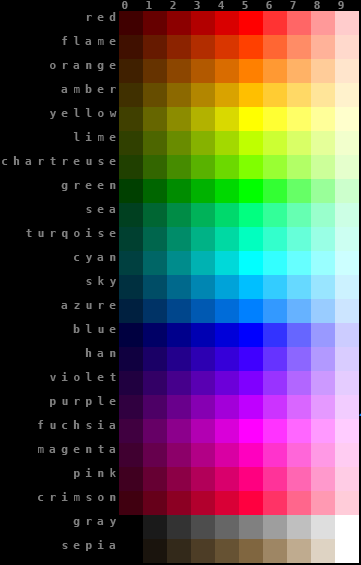 0 1 2 3 4 5 6 7 8 9
red
flame
orange
amber
yellow
lime
chartreuse
green
sea
turqoise
cyan
sky
azure
blue
han
violet
purple
fuchsia
magenta
pink
crimson
gray
sepia